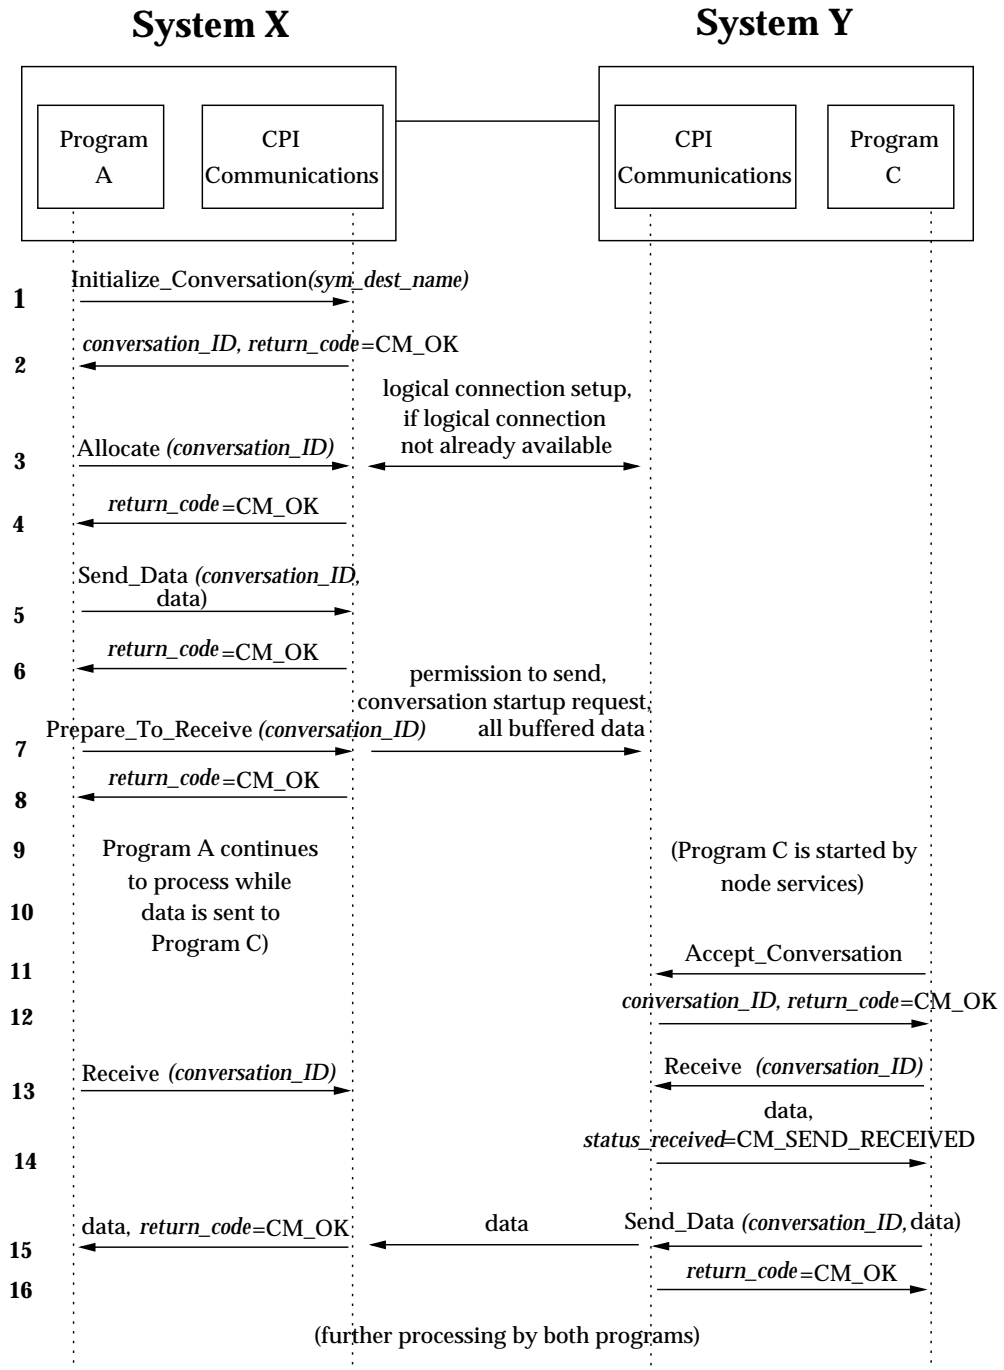 System X
System Y
Program
A
CPI
Communications
CPI
Communications
Program
C
Initialize_Conversation(sym_dest_name)
1
conversation_ID, return_code=CM_OK
2
logical connection setup,
if logical connection
not already available
Allocate (conversation_ID)
3
return_code=CM_OK
4
Send_Data (conversation_ID,
data)
5
return_code=CM_OK
6
permission to send,
conversation startup request,
all buffered data
Prepare_To_Receive (conversation_ID)
7
return_code=CM_OK
8
9
Program A continues
to process while
data is sent to
Program C)
(Program C is started by
node services)
10
Accept_Conversation
11
conversation_ID, return_code=CM_OK
12
Receive (conversation_ID)
Receive (conversation_ID)
13
data,
status_received=CM_SEND_RECEIVED
14
data, return_code=CM_OK
data
Send_Data (conversation_ID, data)
15
return_code=CM_OK
16
(further processing by both programs)